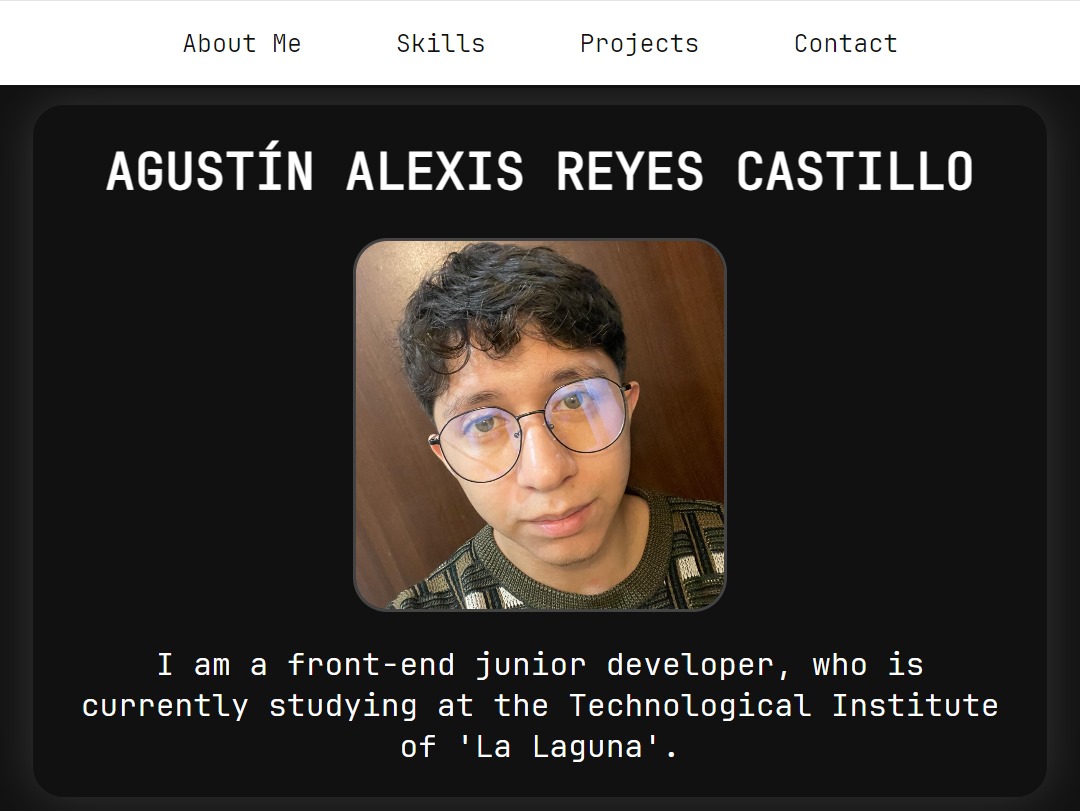 About Me Skills Projects Contact
AGUSTÍN ALEXIS REYES CASTILLO
I am a front-end junior developer, who is
currently studying at the Technological Institute
of 'La Laguna'.